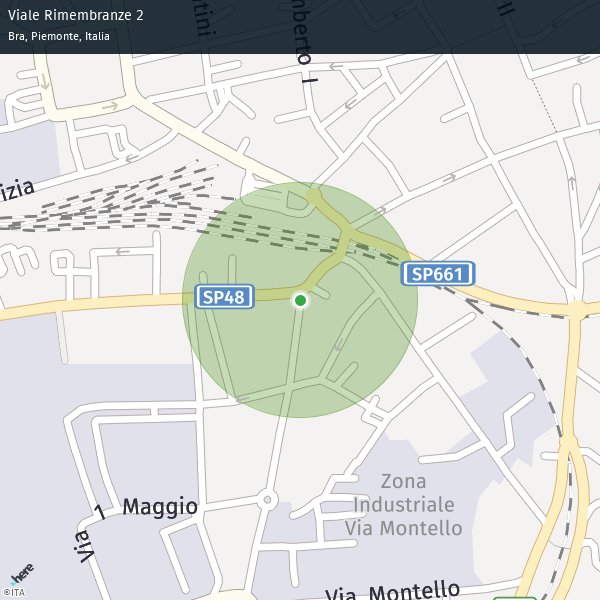 Viale Rimembranze 2
Bra, Piemonte, Italia
tini
mberto I
ll
izia
SP661
SP48
Zona
Industriale
Via Montello
Via 1 Maggio
Via Montello
here
©ITA